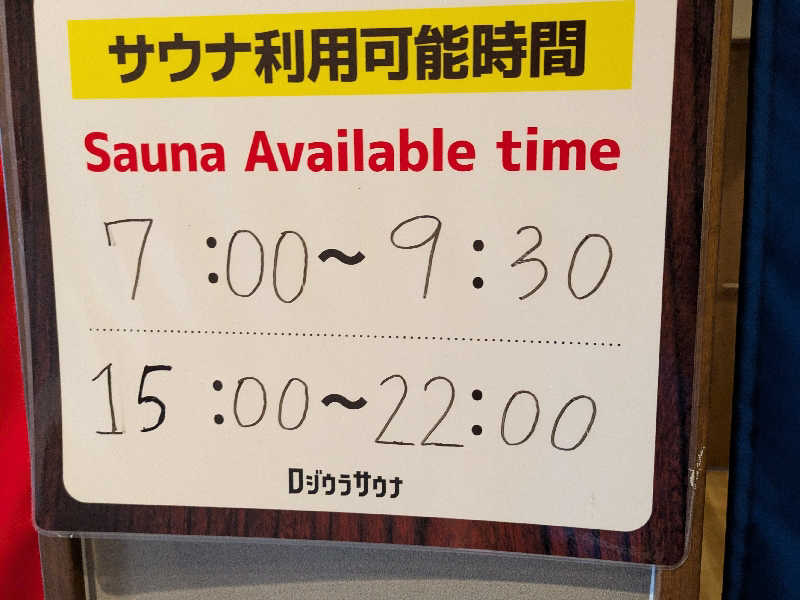 サウナ利用可能時間
Sauna Available time
7:00～9:30
15:00～22:00
ロジウラサウナ